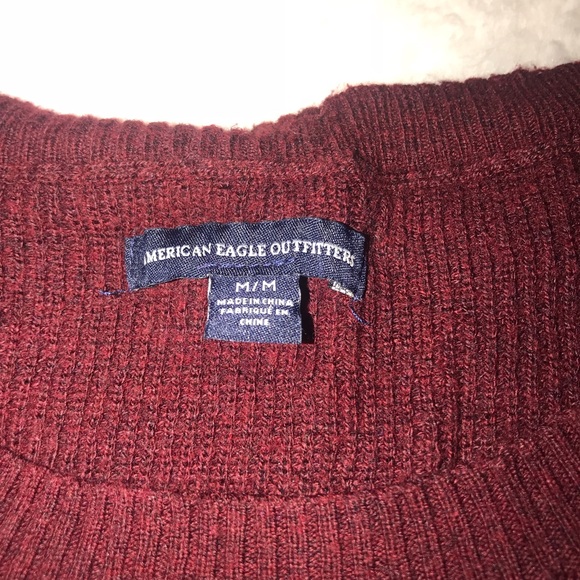 AMERICAN EAGLE OUTFITTERS
M/M
MADE IN CHINA
FABRIQUÉ EN
CHINE